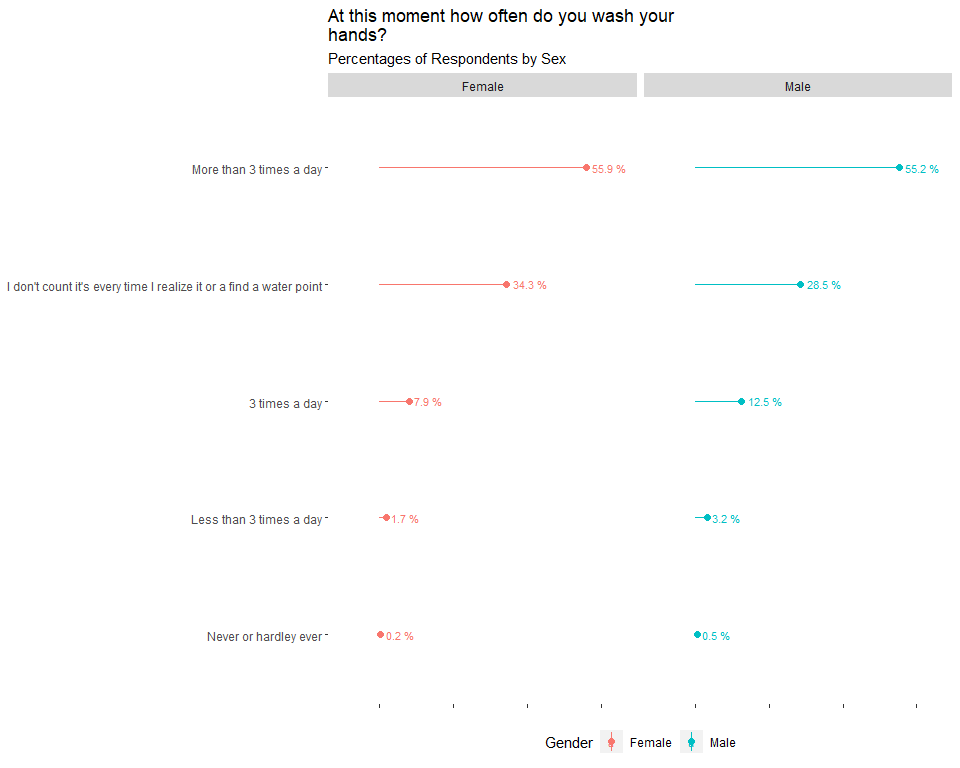 At this moment how often do you wash your
hands?
Percentages of Respondents by Sex
Female Male
More than 3 times a day 55.9 % 55.2 %
I don't count it's every time I realize it or a find a water point 34.3 % 28.5 %
3 times a day 7.9 % 12.5 %
Less than 3 times a day 1.7 % 3.2 %
Never or hardley ever 0.2 % 0.5 %
Gender Female Male